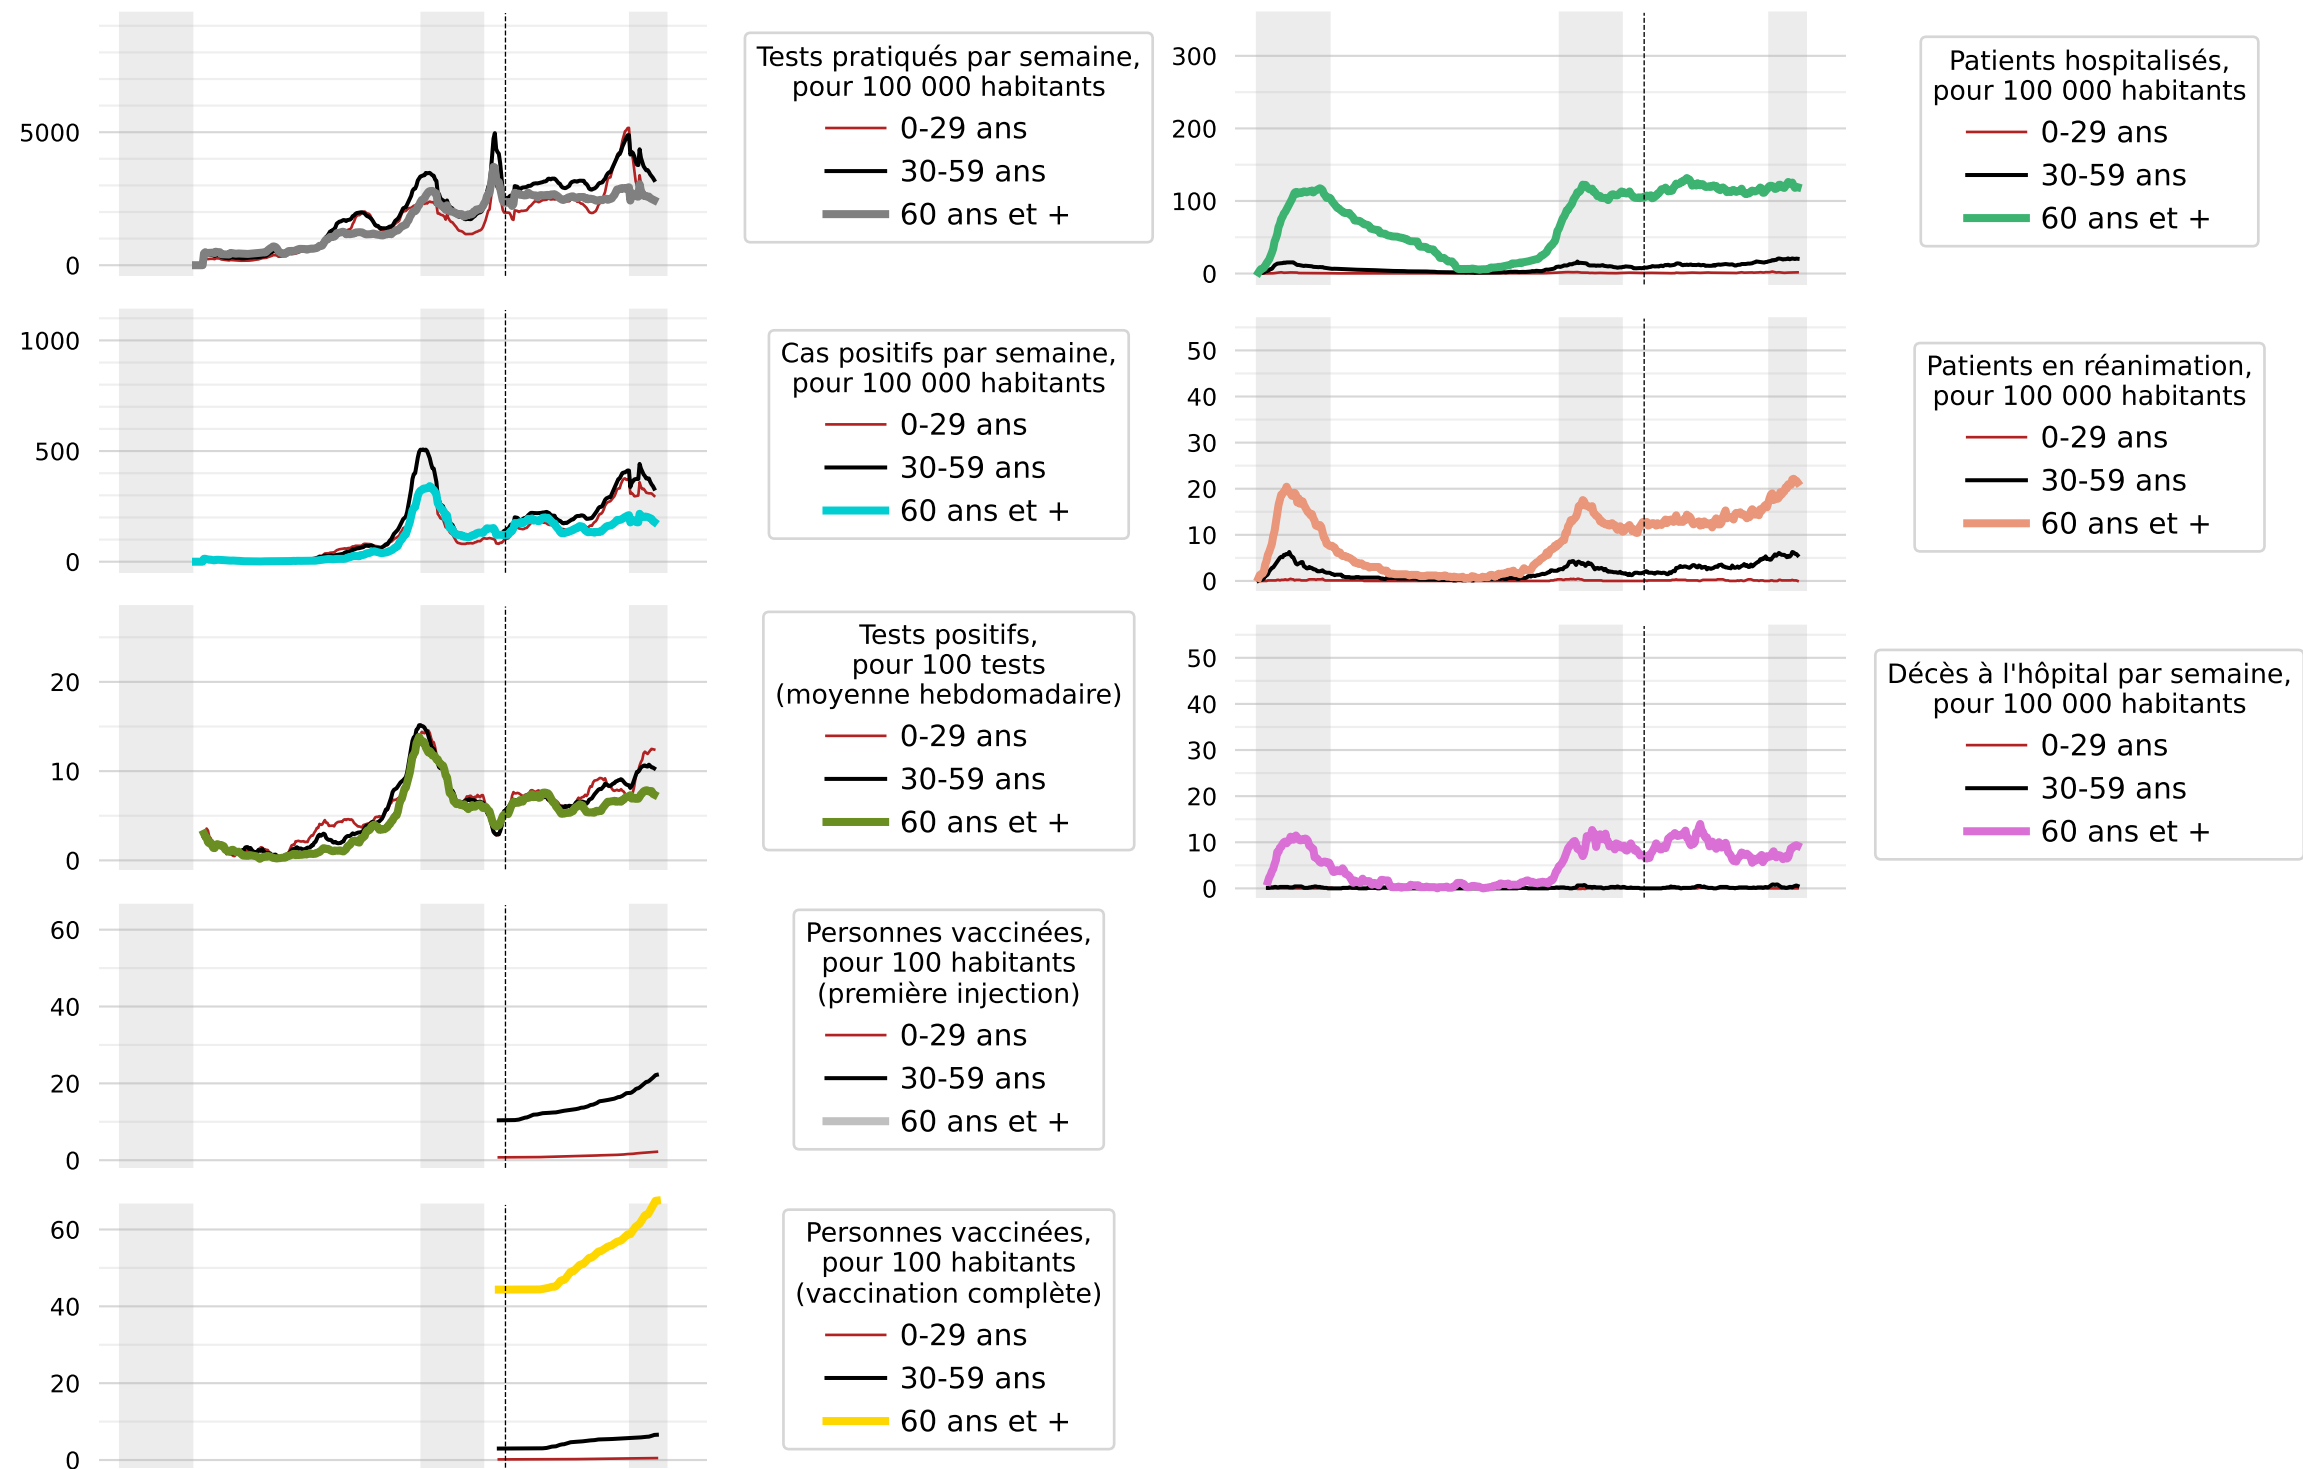 5000
0
Tests pratiqués par semaine,
pour 100 000 habitants
0-29 ans
30-59 ans
60 ans et +
300
200
100
0
Patients hospitalisés,
pour 100 000 habitants
0-29 ans
30-59 ans
60 ans et +
1000
500
0
Cas positifs par semaine,
pour 100 000 habitants
0-29 ans
30-59 ans
60 ans et +
50
40
30
20
10
0
Patients en réanimation,
pour 100 000 habitants
0-29 ans
30-59 ans
60 ans et +
20
10
0
Tests positifs,
pour 100 tests
(moyenne hebdomadaire)
0-29 ans
30-59 ans
60 ans et +
50
40
30
20
10
0
Décès à l'hôpital par semaine,
pour 100 000 habitants
0-29 ans
30-59 ans
60 ans et +
60
40
20
0
Personnes vaccinées,
pour 100 habitants
(première injection)
0-29 ans
30-59 ans
60 ans et +
60
40
20
0
Personnes vaccinées,
pour 100 habitants
(vaccination complète)
0-29 ans
30-59 ans
60 ans et +